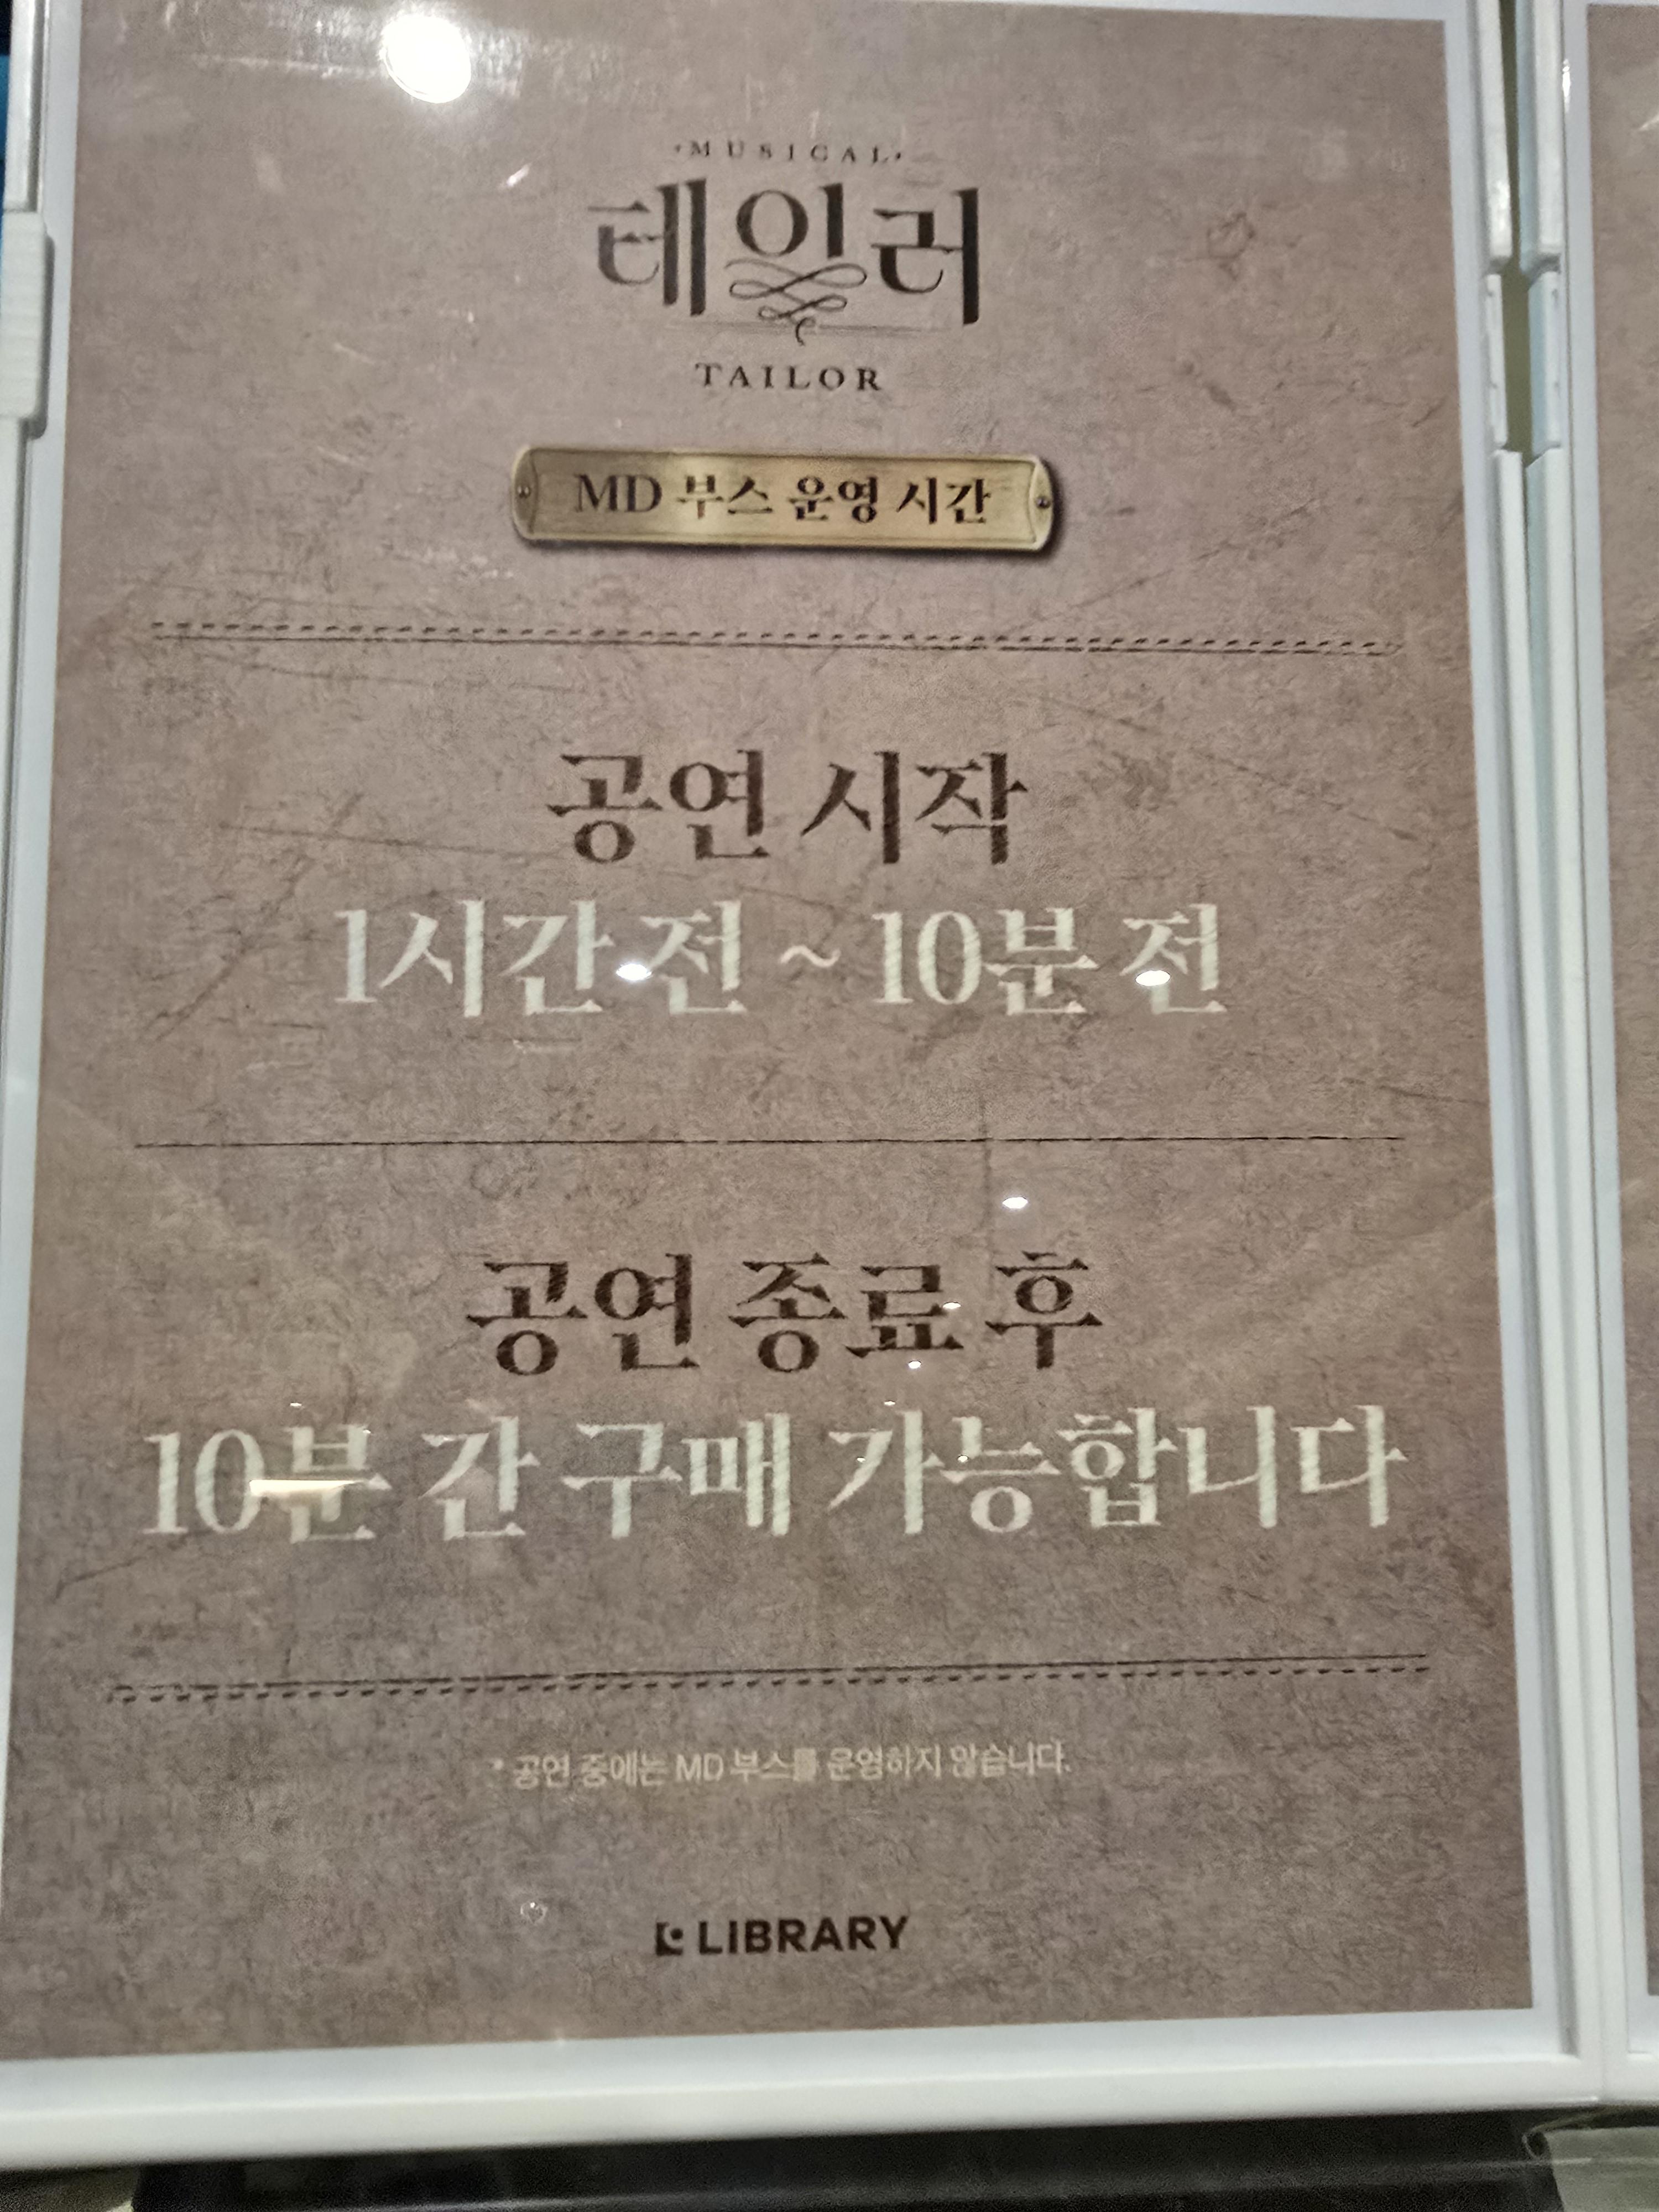 ·MUSICAL·
테일러
TAILOR
MD 부스 운영 시간
공연 시작
1시간 전 ~ 10분 전
공연 종료 후
10분 간 구매 가능합니다
* 공연 중에는 MD 부스를 운영하지 않습니다.
LIBRARY